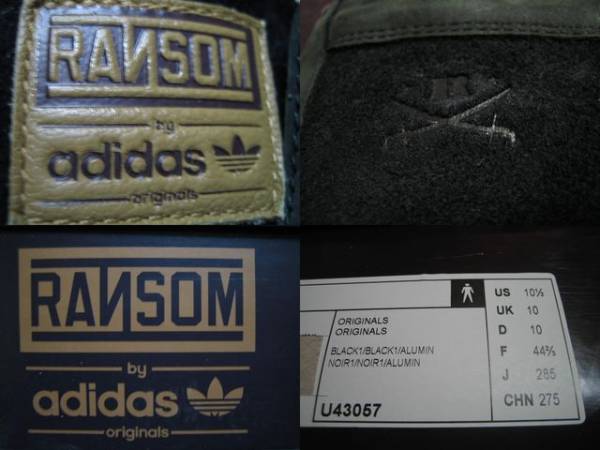 RANSOM
by
adidas
originals
R
RANSOM
by
adidas
originals
ORIGINALS
ORIGINALS
BLACK1/BLACK1/ALUMIN
NOIR1/NOIR1/ALUMIN
U43057
US 10½
UK 10
D 10
F 44⅔
J 285
CHN 275